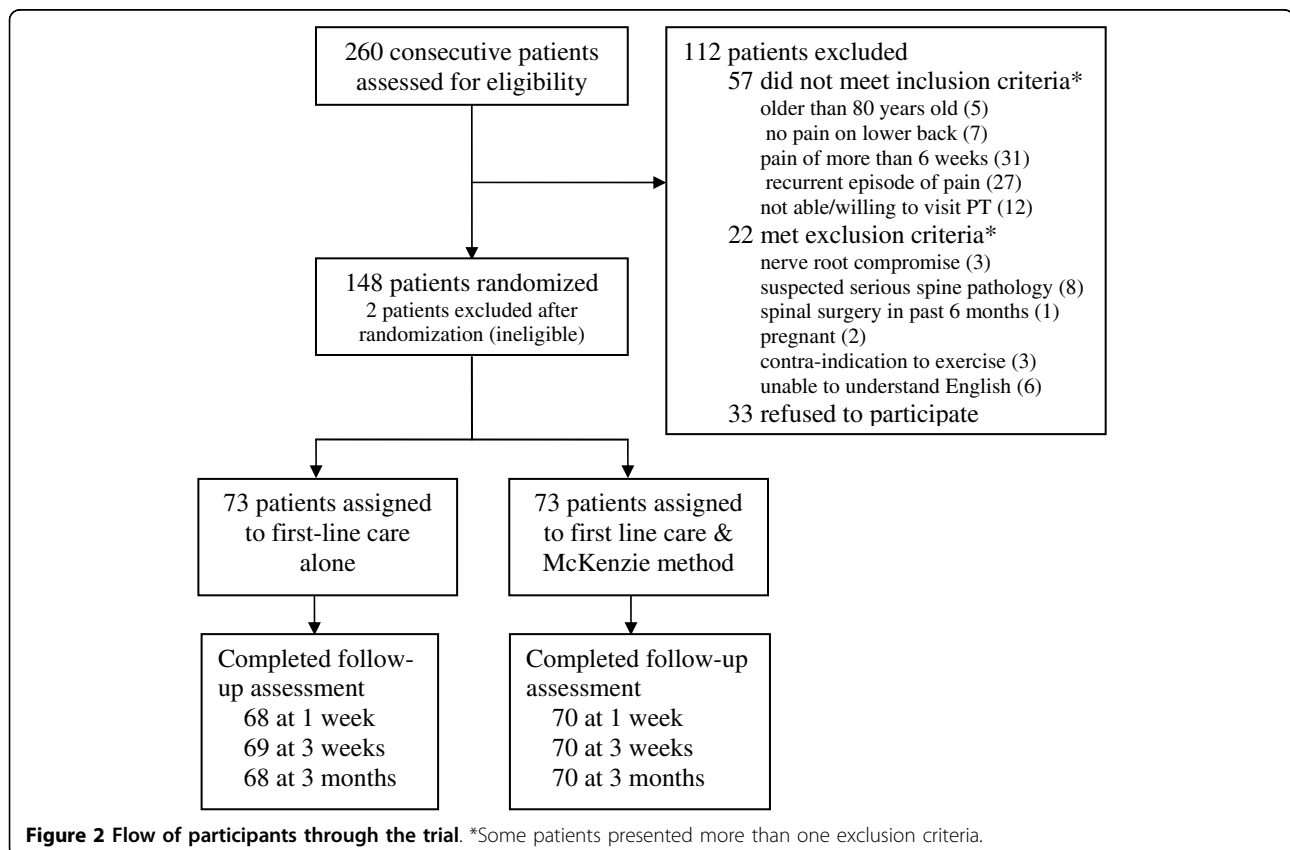 260 consecutive patients
assessed for eligibility
112 patients excluded
57 did not meet inclusion criteria*
older than 80 years old (5)
no pain on lower back (7)
pain of more than 6 weeks (31)
recurrent episode of pain (27)
not able/willing to visit PT (12)
22 met exclusion criteria*
nerve root compromise (3)
suspected serious spine pathology (8)
spinal surgery in past 6 months (1)
pregnant (2)
contra-indication to exercise (3)
unable to understand English (6)
33 refused to participate
148 patients randomized
2 patients excluded after
randomization (ineligible)
73 patients assigned
to first-line care
alone
73 patients assigned
to first line care &
McKenzie method
Completed follow-
up assessment
68 at 1 week
69 at 3 weeks
68 at 3 months
Completed follow-up
assessment
70 at 1 week
70 at 3 weeks
70 at 3 months
Figure 2 Flow of participants through the trial. *Some patients presented more than one exclusion criteria.